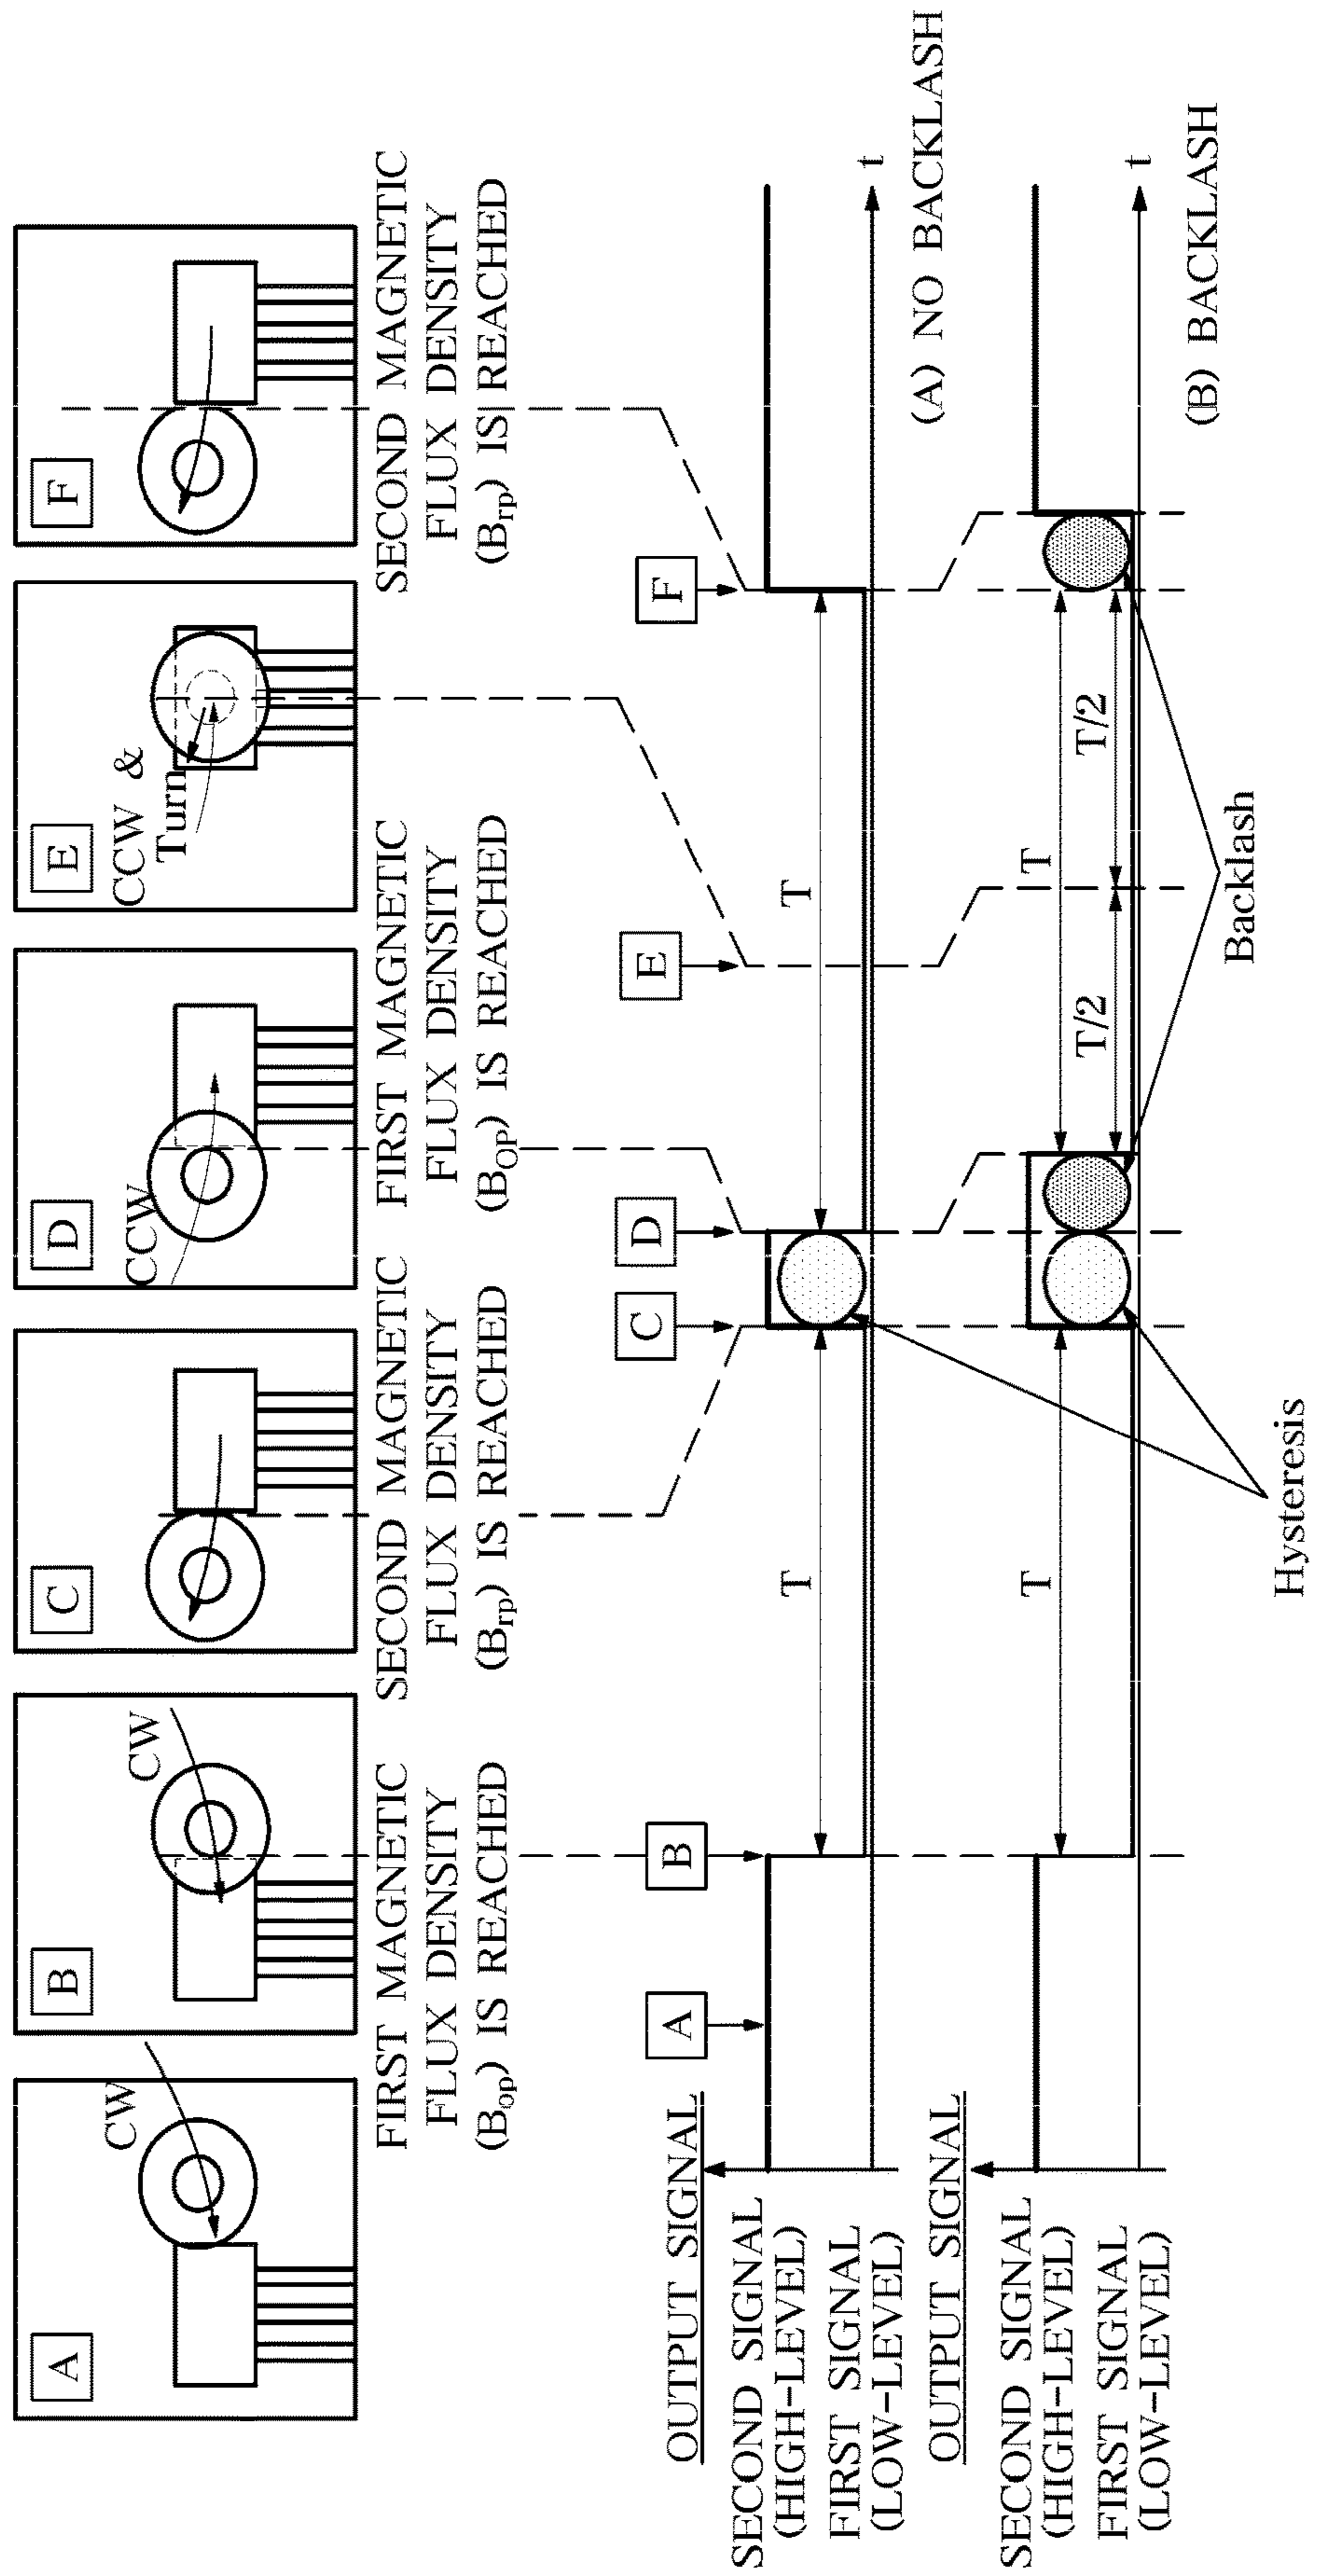 A
CW
B
CW
C
D
CCW
E
CCW &
Turn
F
FIRST MAGNETIC
FLUX DENSITY
(Bop) IS REACHED
SECOND MAGNETIC
FLUX DENSITY
(Brp) IS REACHED
FIRST MAGNETIC
FLUX DENSITY
(BOP) IS REACHED
SECOND MAGNETIC
FLUX DENSITY
(Brp) IS REACHED
OUTPUT SIGNAL
A
B
C
D
E
F
SECOND SIGNAL
(HIGH-LEVEL)
FIRST SIGNAL
(LOW-LEVEL)
T
T
t
(A) NO BACKLASH
OUTPUT SIGNAL
SECOND SIGNAL
(HIGH-LEVEL)
FIRST SIGNAL
(LOW-LEVEL)
T
T
T/2
T/2
t
(B) BACKLASH
Backlash
Hysteresis